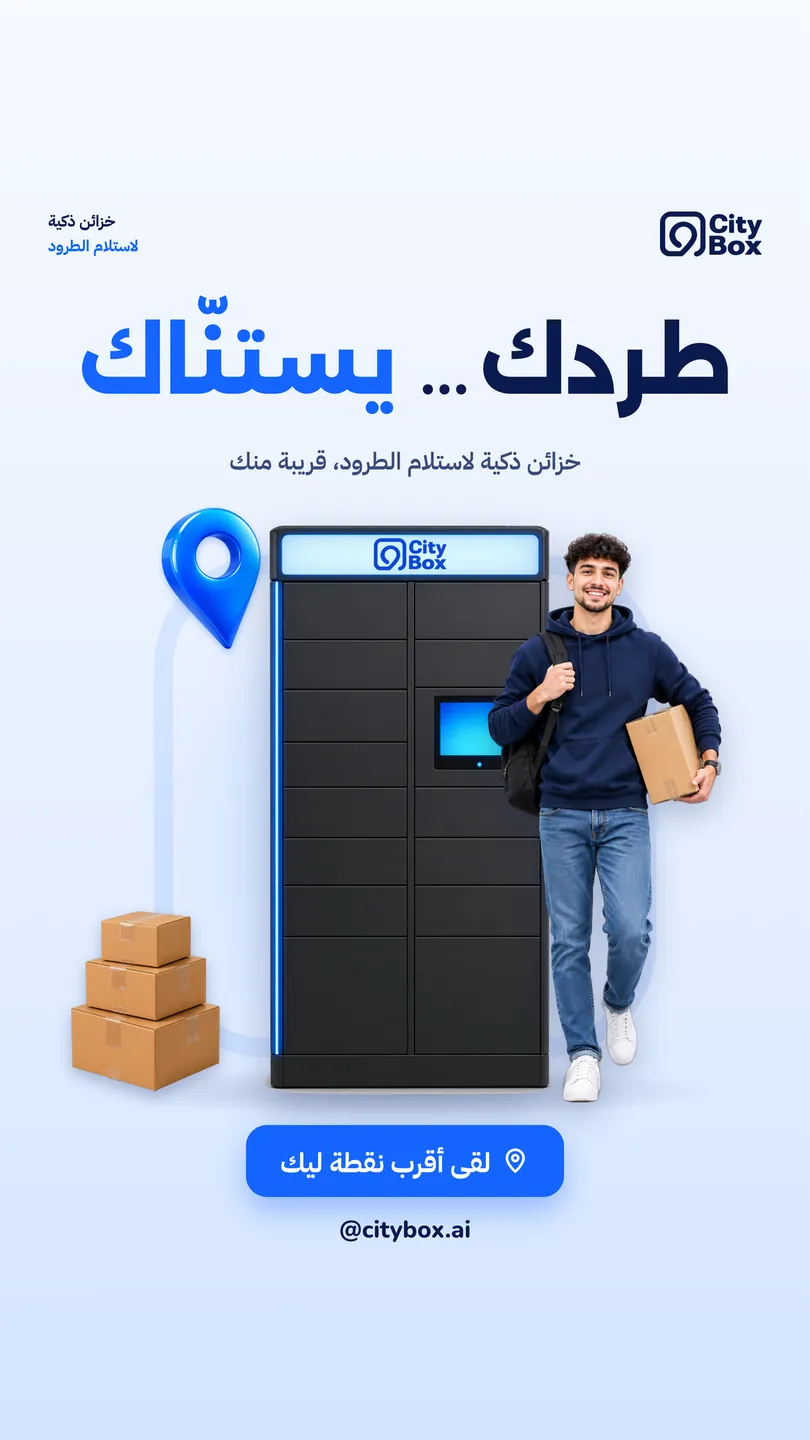 خزائن ذكية
لاستلام الطرود
City
Box
طردك ... يستنّاك
خزائن ذكية لاستلام الطرود، قريبة منك
City
Box
لقى أقرب نقطة ليك
@citybox.ai